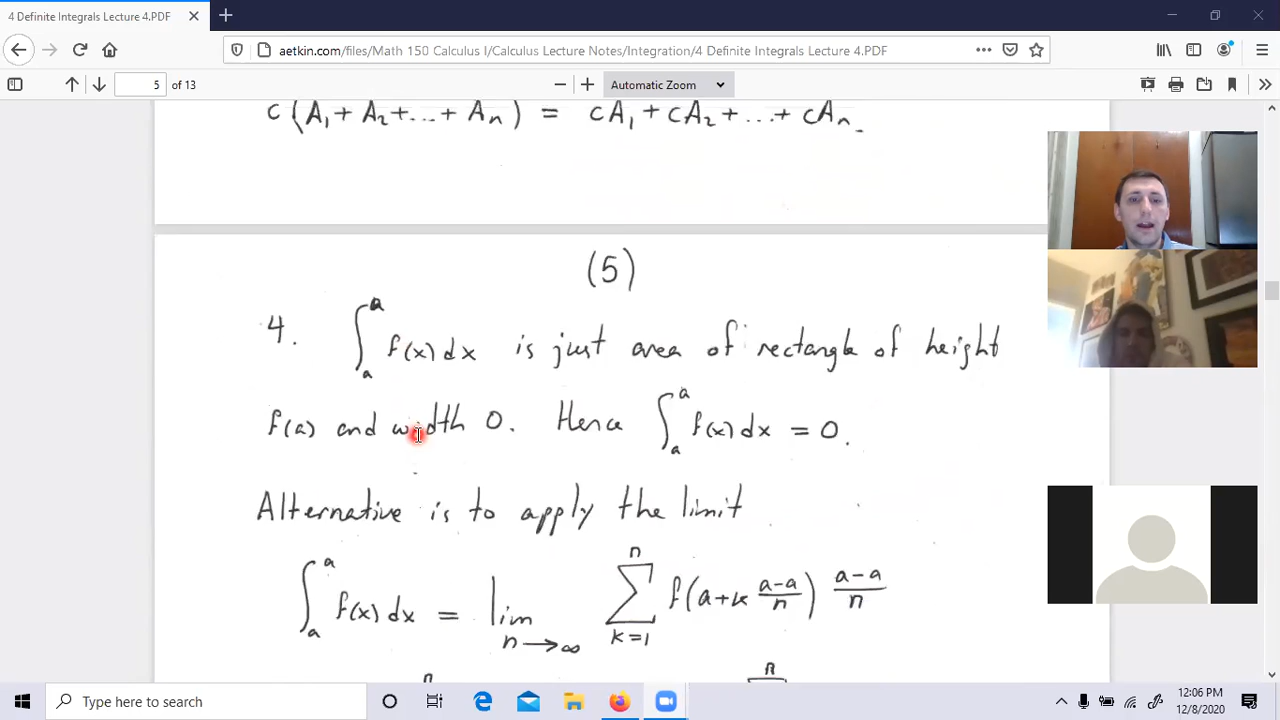 4 Definite Integrals Lecture 4.PDF
aetkin.com/files/Math 150 Calculus I/Calculus Lecture Notes/Integration/4 Definite Integrals Lecture 4.PDF
5 of 13
Automatic Zoom
c (A₁ + A₂ + ... + Aₙ) = cA₁ + cA₂ + ... + cAₙ.
(5)
4. ∫ₐᵃ f(x) dx is just area of rectangle of height
f(a) and width 0. Hence ∫ₐᵃ f(x) dx = 0.
Alternative is to apply the limit
∫ₐᵃ f(x) dx = lim n→∞ ∑ k=1 n f(a+k (a-a)/n) (a-a)/n
n n
Type here to search
12:06 PM
12/8/2020